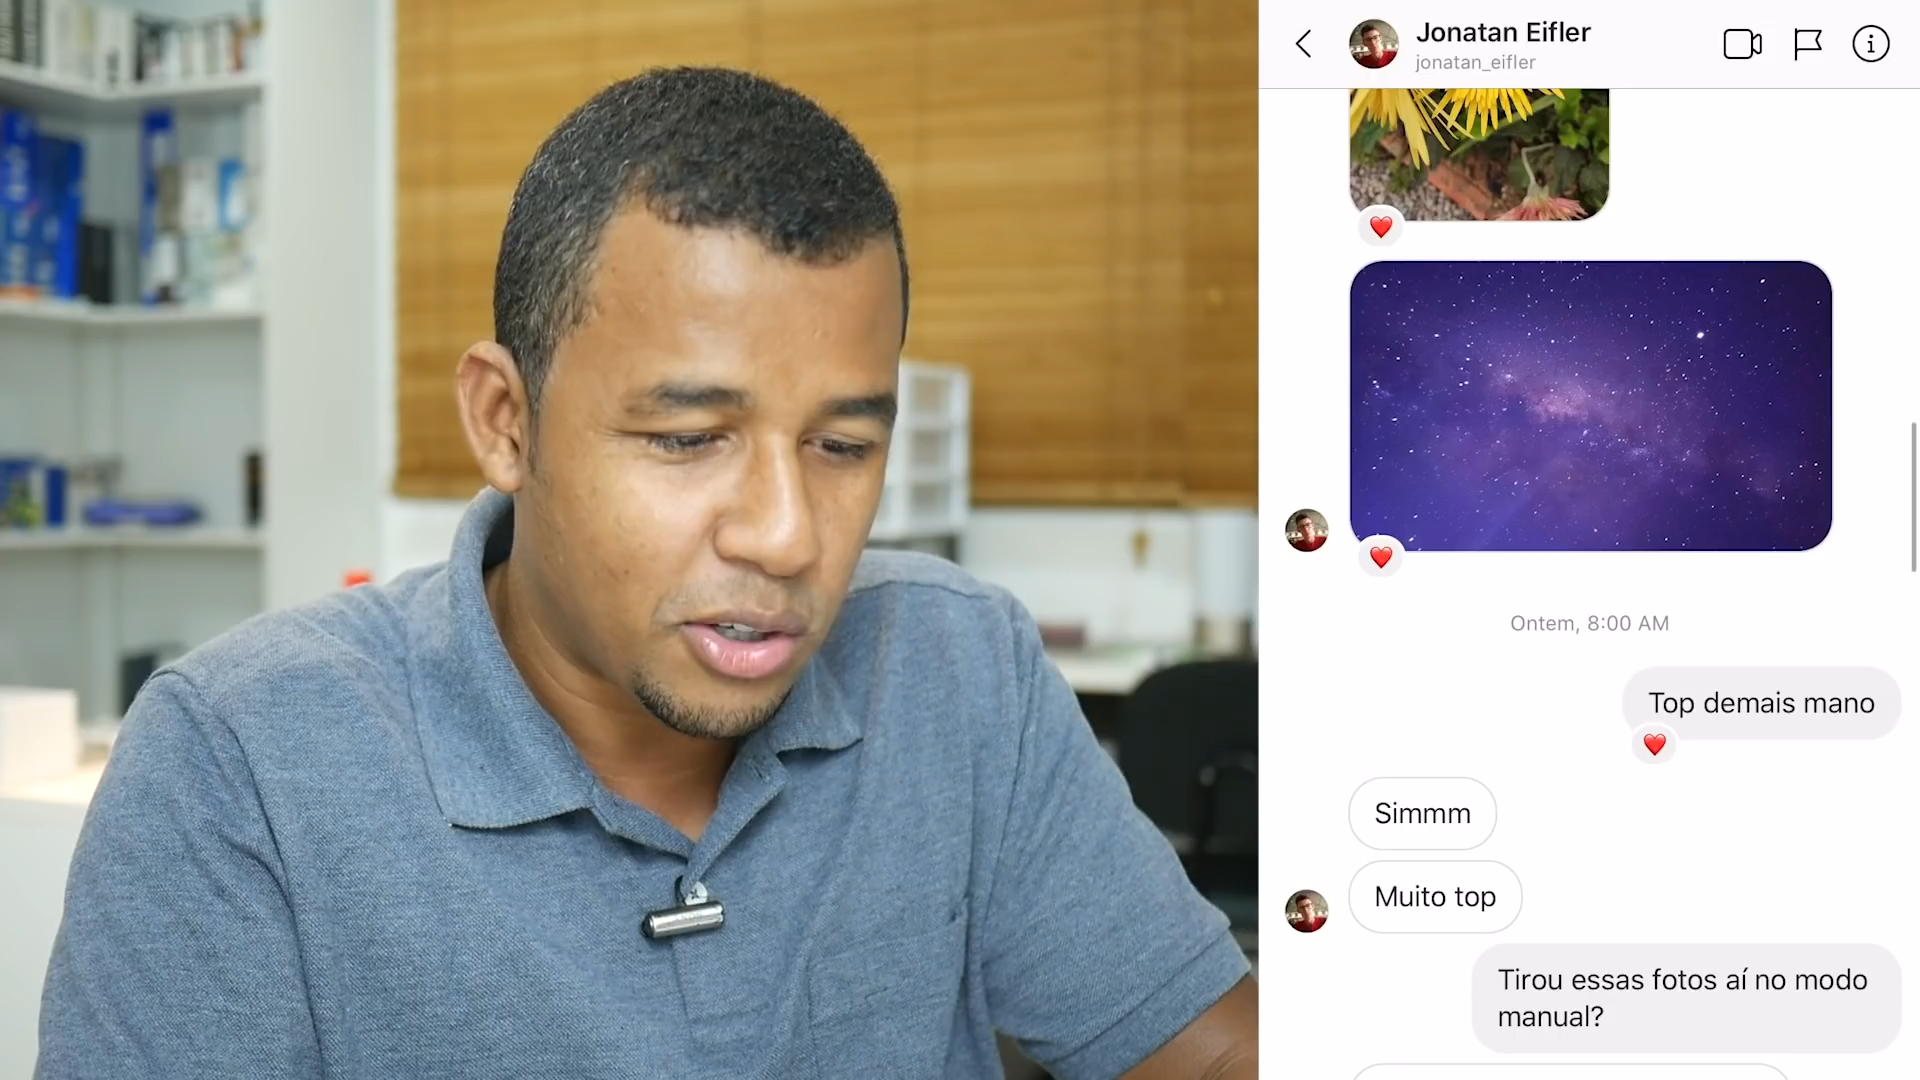 Jonatan Eifler
jonatan_eifler
Ontem, 8:00 AM
Top demais mano
Simmm
Muito top
Tirou essas fotos aí no modo
manual?